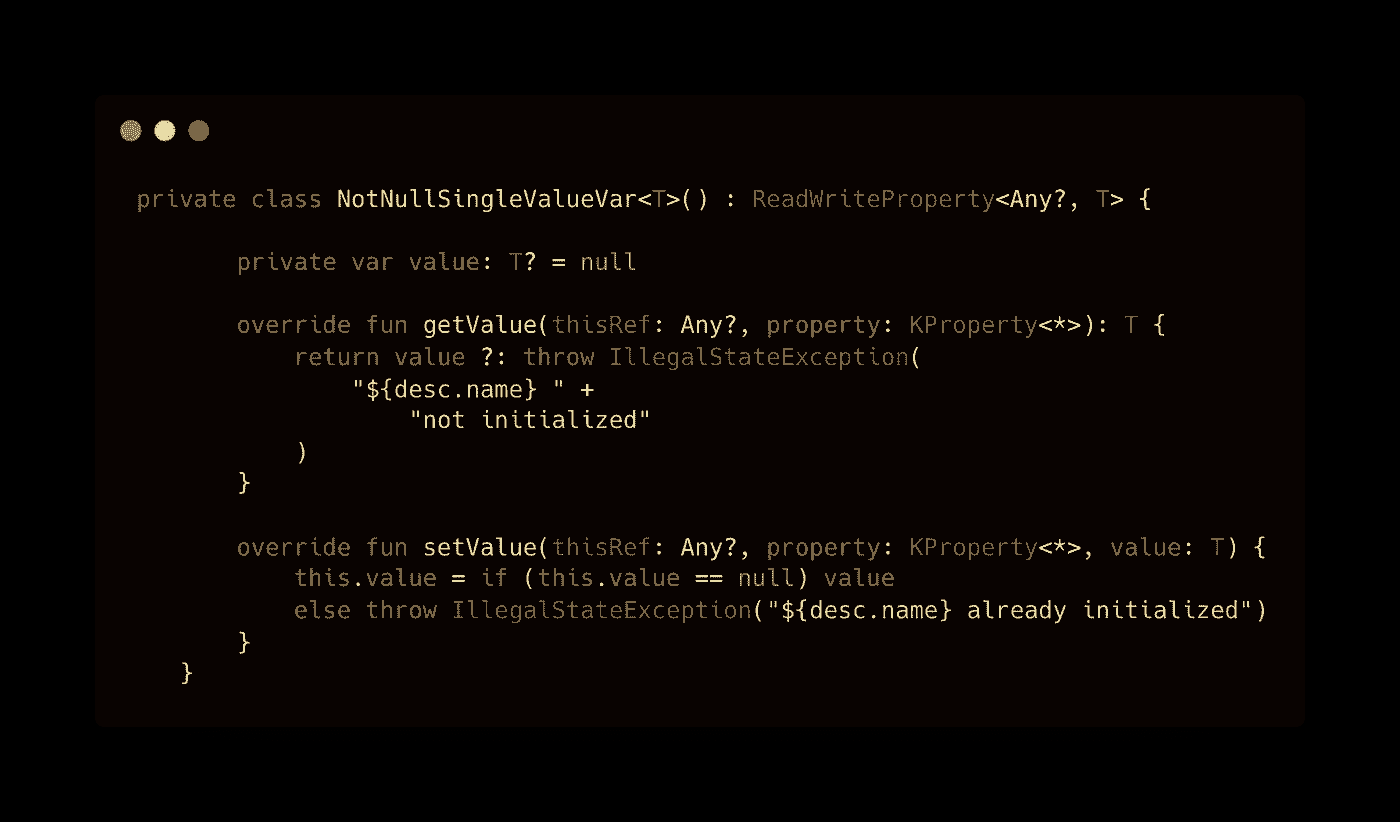 private class NotNullSingleValueVar<T>() : ReadWriteProperty<Any?, T> {
private var value: T? = null
override fun getValue(thisRef: Any?, property: KProperty<*>): T {
return value ?: throw IllegalStateException(
"${desc.name} " +
"not initialized"
)
}
override fun setValue(thisRef: Any?, property: KProperty<*>, value: T) {
this.value = if (this.value == null) value
else throw IllegalStateException("${desc.name} already initialized")
}
}